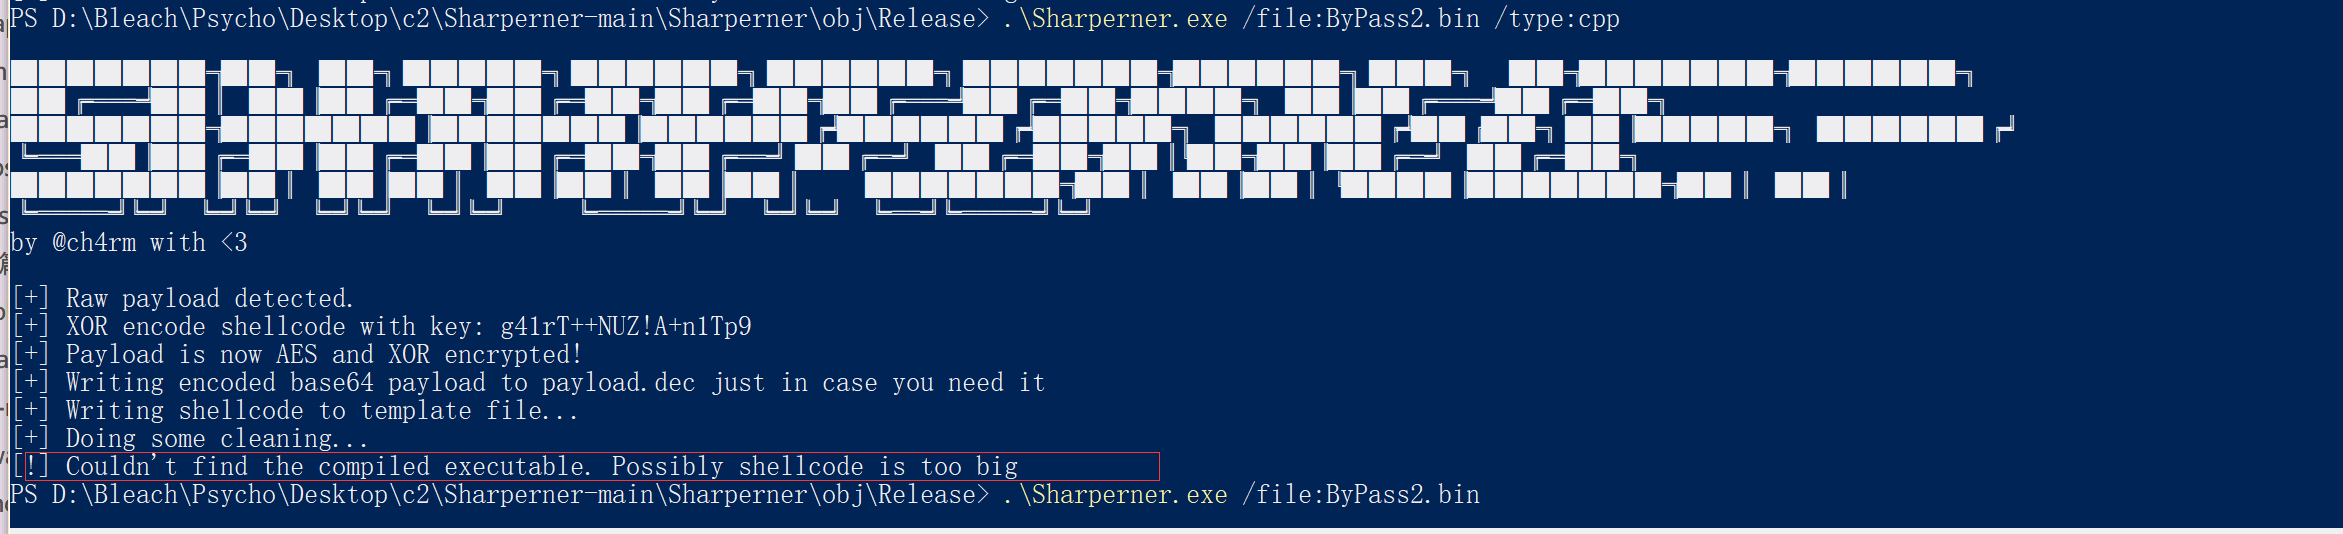 PS D:\Bleach\Psycho\Desktop\c2\Sharperner-main\Sharperner\obj\Release> .\Sharperner.exe /file:ByPass2.bin /type:cpp
by @ch4rm with <3
[+] Raw payload detected.
[+] XOR encode shellcode with key: g41rT++NUZ!A+n1Tp9
[+] Payload is now AES and XOR encrypted!
[+] Writing encoded base64 payload to payload.dec just in case you need it
[+] Writing shellcode to template file...
[+] Doing some cleaning...
[!] Couldn't find the compiled executable. Possibly shellcode is too big
PS D:\Bleach\Psycho\Desktop\c2\Sharperner-main\Sharperner\obj\Release> .\Sharperner.exe /file:ByPass2.bin